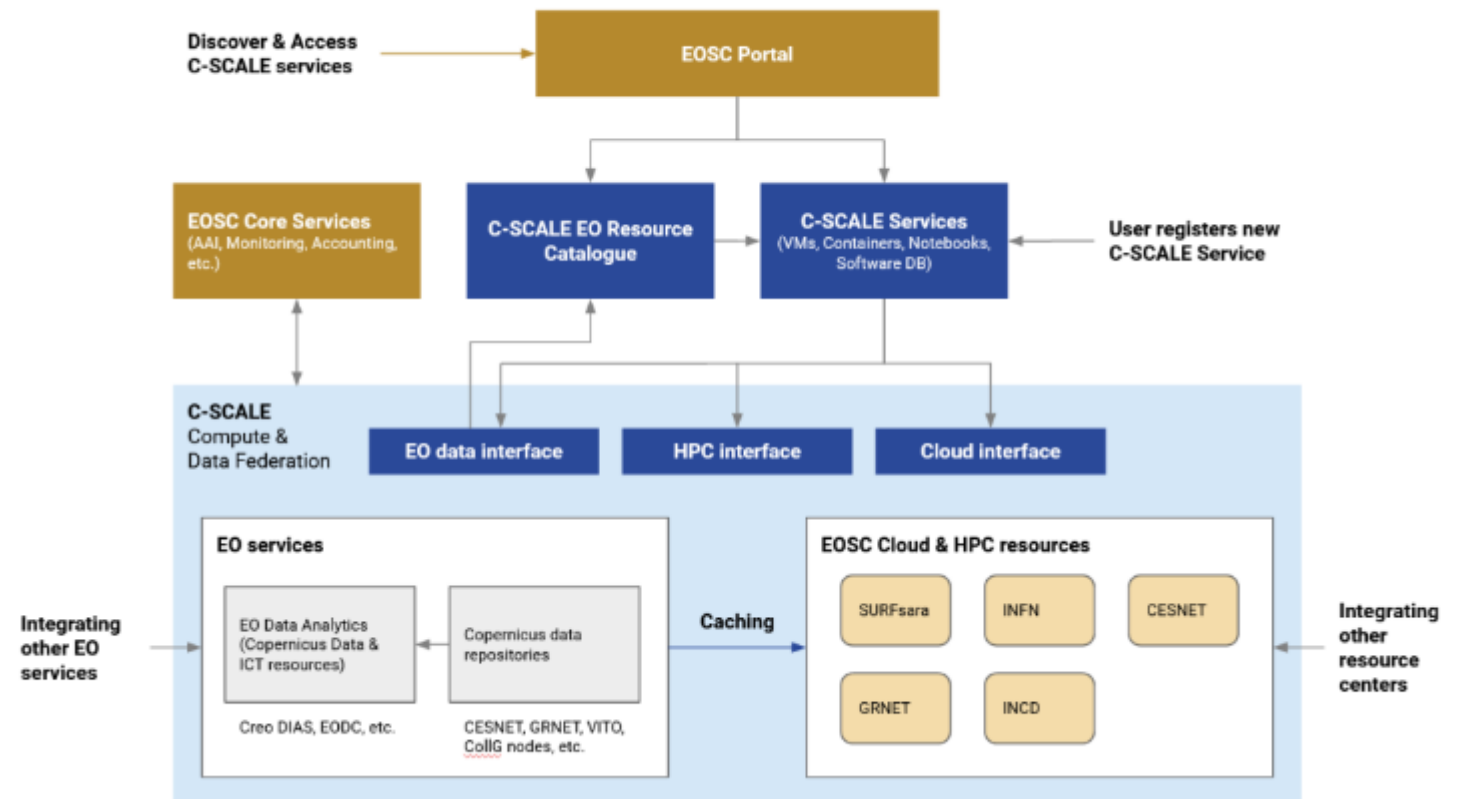 Discover & Access
C-SCALE services
EOSC Portal
EOSC Core Services
(AAI, Monitoring, Accounting,
etc.)
C-SCALE EO Resource
Catalogue
C-SCALE Services
(VMs, Containers, Notebooks,
Software DB)
User registers new
C-SCALE Service
C-SCALE
Compute &
Data Federation
EO data interface
HPC interface
Cloud interface
EO services
EO Data Analytics
(Copernicus Data &
ICT resources)
Copernicus data
repositories
Creo DIAS, EODC, etc.
CESNET, GRNET, VITO,
CollG nodes, etc.
Integrating
other EO
services
Caching
EOSC Cloud & HPC resources
SURFsara
INFN
CESNET
GRNET
INCD
Integrating
other
resource
centers